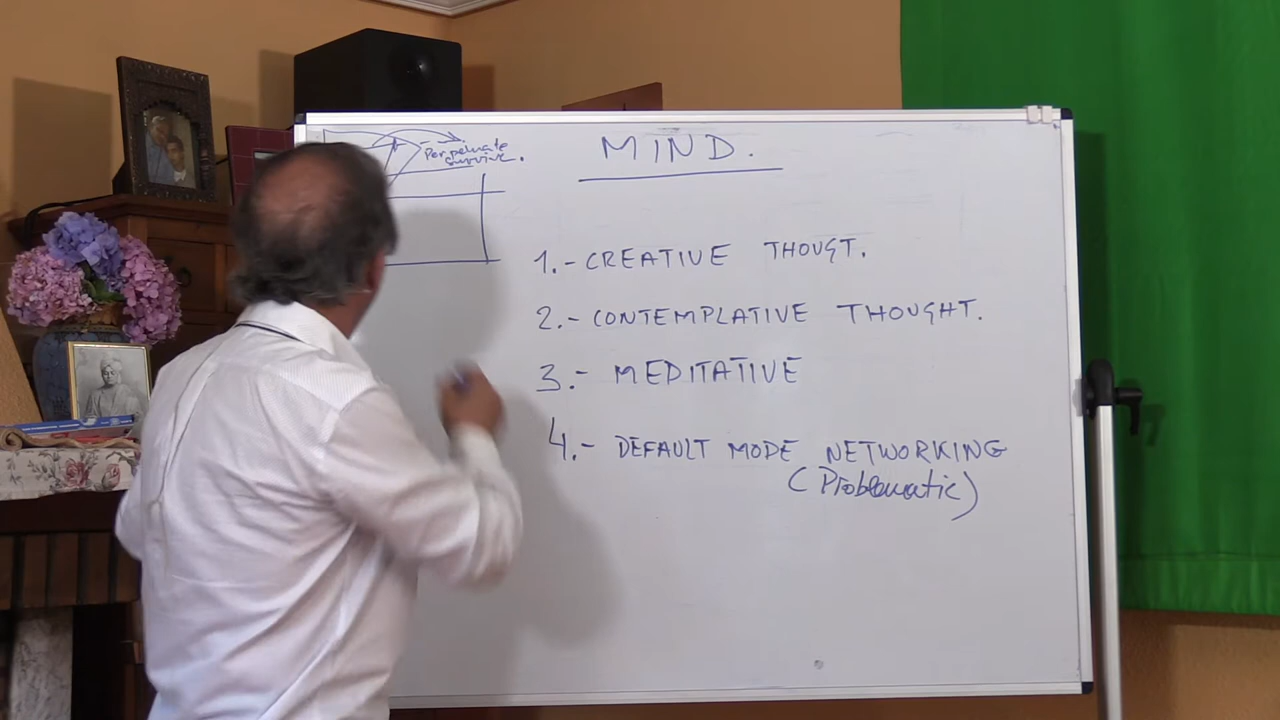 Perpetuate
survive.
MIND.
1.- CREATIVE THOUGT.
2.- CONTEMPLATIVE THOUGHT.
3.- MEDITATIVE
4.- DEFAULT MODE NETWORKING
(Problematic)